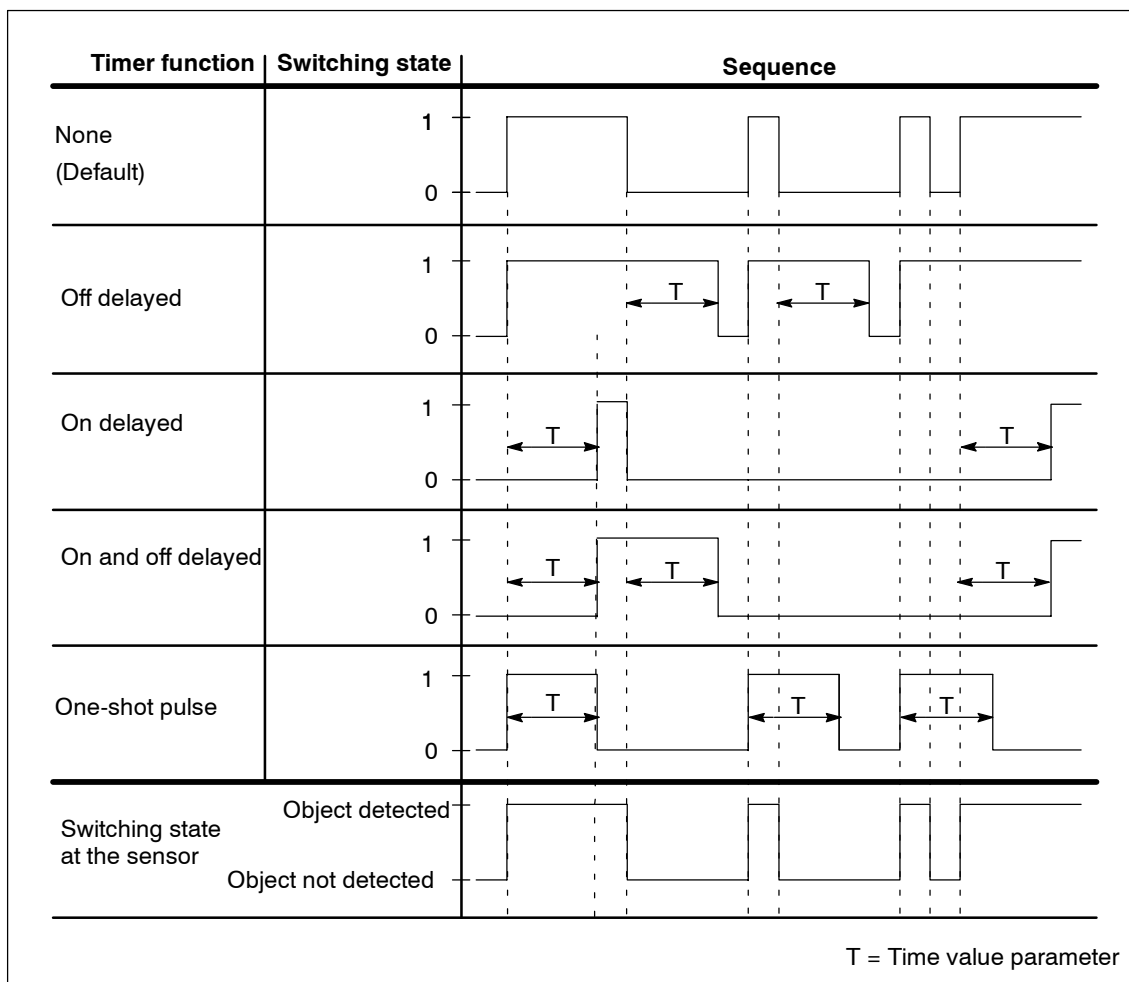 Timer function Switching state Sequence
None
(Default)
1
0
Off delayed
1
0
T T
On delayed
1
0
T T
On and off delayed
1
0
T T T
One-shot pulse
1
0
T T T
Switching state
at the sensor
Object detected
Object not detected
T = Time value parameter